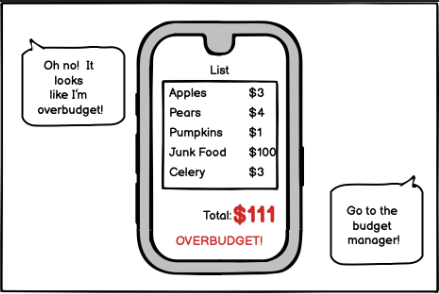 Oh no! It
looks
like I'm
overbudget!
List
Apples $3
Pears $4
Pumpkins $1
Junk Food $100
Celery $3
Total: $111
OVERBUDGET!
Go to the
budget
manager!